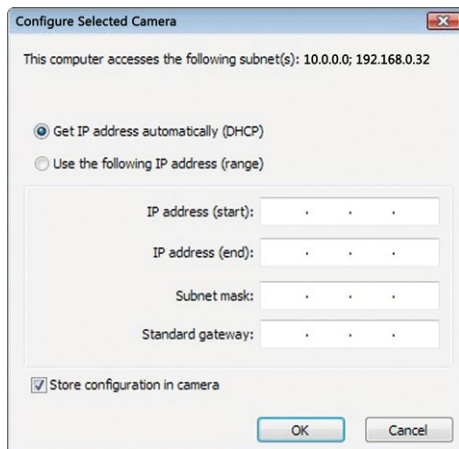 Configure Selected Camera
This computer accesses the following subnet(s): 10.0.0.0; 192.168.0.32
Get IP address automatically (DHCP)
Use the following IP address (range)
IP address (start): . . .
IP address (end): . . .
Subnet mask: . . .
Standard gateway: . . .
Store configuration in camera
OK Cancel